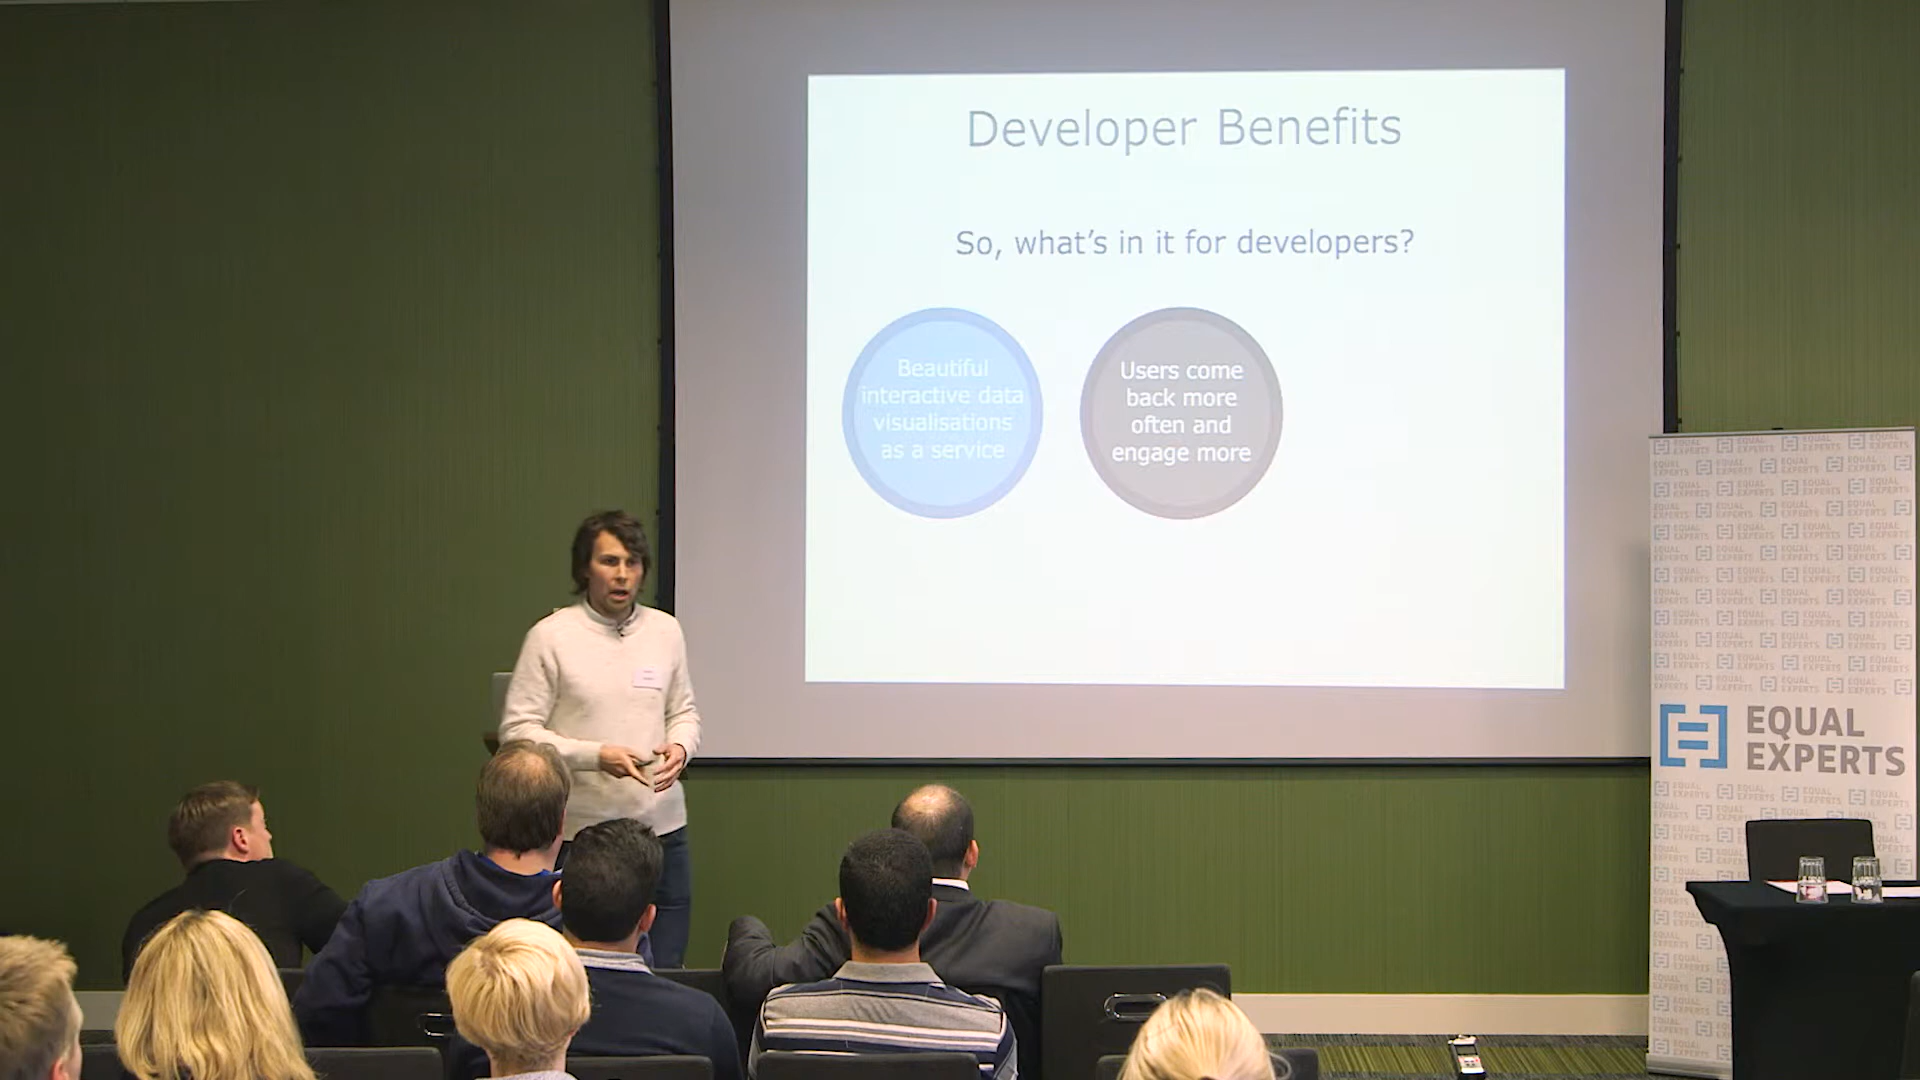 Developer Benefits
So, what's in it for developers?
Beautiful
interactive data
visualisations
as a service
Users come
back more
often and
engage more
EQUAL
EXPERTS